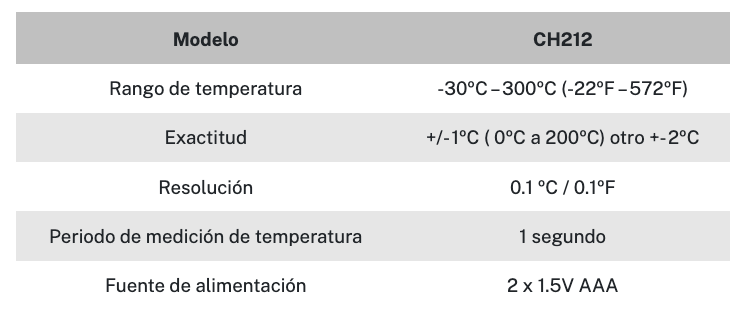 Modelo CH212
Rango de temperatura -30ºC – 300ºC (-22ºF – 572ºF)
Exactitud +/- 1ºC ( 0ºC a 200ºC) otro +- 2ºC
Resolución 0.1 ºC / 0.1ºF
Periodo de medición de temperatura 1 segundo
Fuente de alimentación 2 x 1.5V AAA